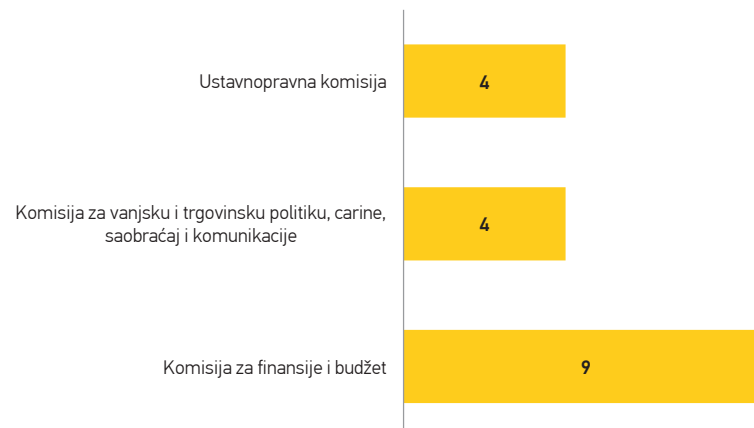 Ustavnopravna komisija
4
Komisija za vanjsku i trgovinsku politiku, carine,
saobraćaj i komunikacije
4
Komisija za finansije i budžet
9